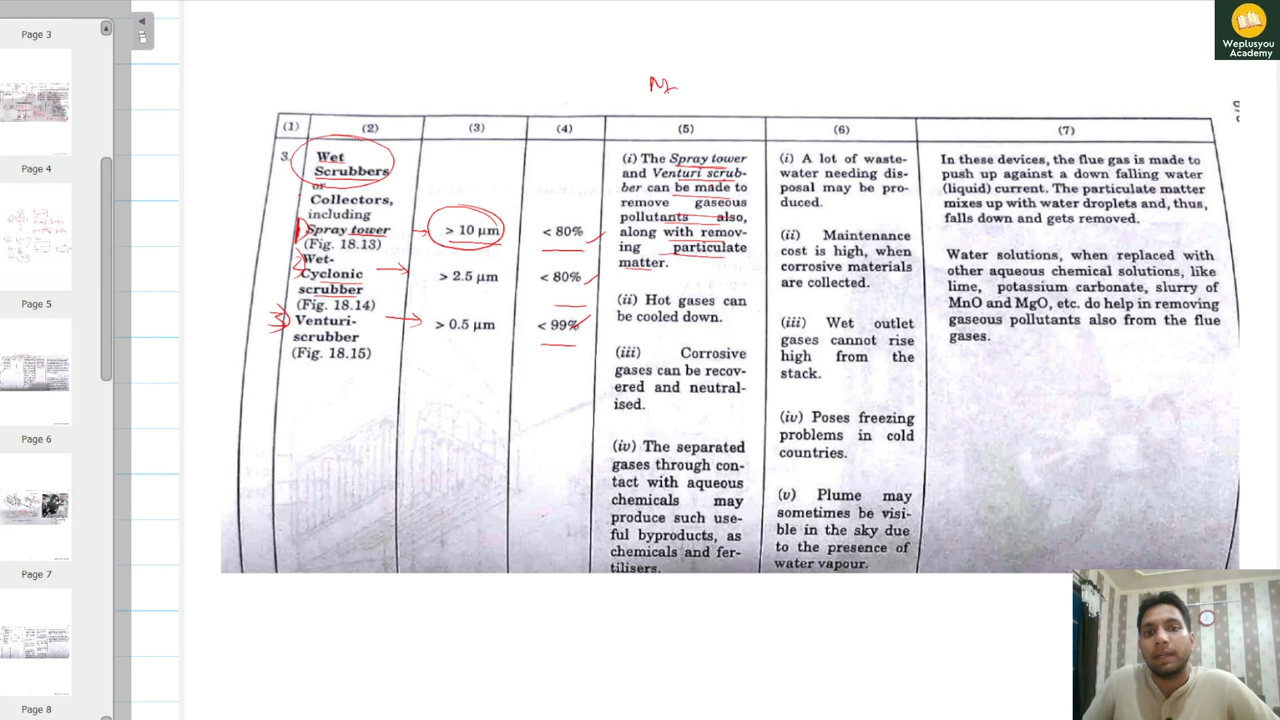 Page 3
Page 4
Page 5
Page 6
Page 7
Page 8
Weplusyou
Academy
(1)
(2)
(3)
(4)
(5)
(6)
(7)
3.
Wet
Scrubbers
or
Collectors,
including
Spray tower
(Fig. 18.13)
Wet-
Cyclonic
scrubber
(Fig. 18.14)
Venturi-
scrubber
(Fig. 18.15)
1)
2)
3)
> 10 μm
> 2.5 μm
> 0.5 μm
< 80%
< 80%
< 99%
(i) The Spray tower
and Venturi scrub-
ber can be made to
remove gaseous
pollutants also,
along with remov-
ing particulate
matter.
(ii) Hot gases can
be cooled down.
(iii) Corrosive
gases can be recov-
ered and neutral-
ised.
(iv) The separated
gases through con-
tact with aqueous
chemicals may
produce such use-
ful byproducts, as
chemicals and fer-
tilisers.
(i) A lot of waste-
water needing dis-
posal may be pro-
duced.
(ii) Maintenance
cost is high, when
corrosive materials
are collected.
(iii) Wet outlet
gases cannot rise
high from the
stack.
(iv) Poses freezing
problems in cold
countries.
(v) Plume may
sometimes be visi-
ble in the sky due
to the presence of
water vapour.
In these devices, the flue gas is made to
push up against a down falling water
(liquid) current. The particulate matter
mixes up with water droplets and, thus,
falls down and gets removed.
Water solutions, when replaced with
other aqueous chemical solutions, like
lime, potassium carbonate, slurry of
MnO and MgO, etc. do help in removing
gaseous pollutants also from the flue
gases.